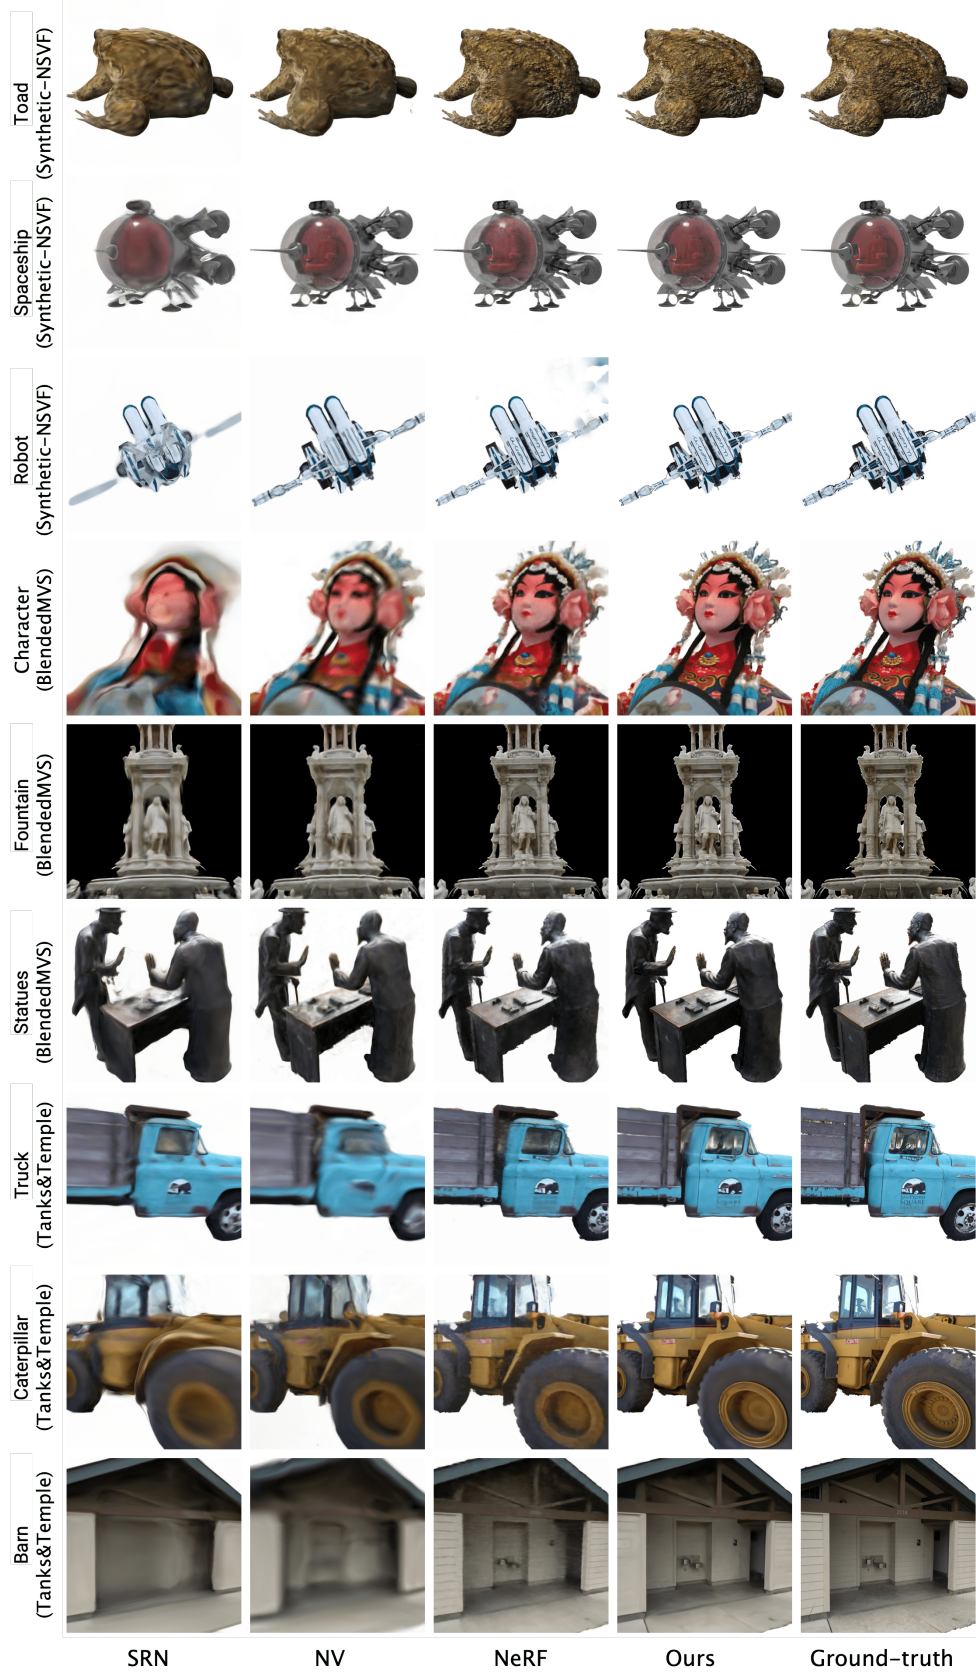 Toad
(Synthetic-NSVF)
Spaceship
(Synthetic-NSVF)
Robot
(Synthetic-NSVF)
Character
(BlendedMVS)
Fountain
(BlendedMVS)
Statues
(BlendedMVS)
Truck
(Tanks&Temple)
SQUARE
Caterpillar
(Tanks&Temple)
Barn
(Tanks&Temple)
SRN
NV
NeRF
Ours
Ground-truth